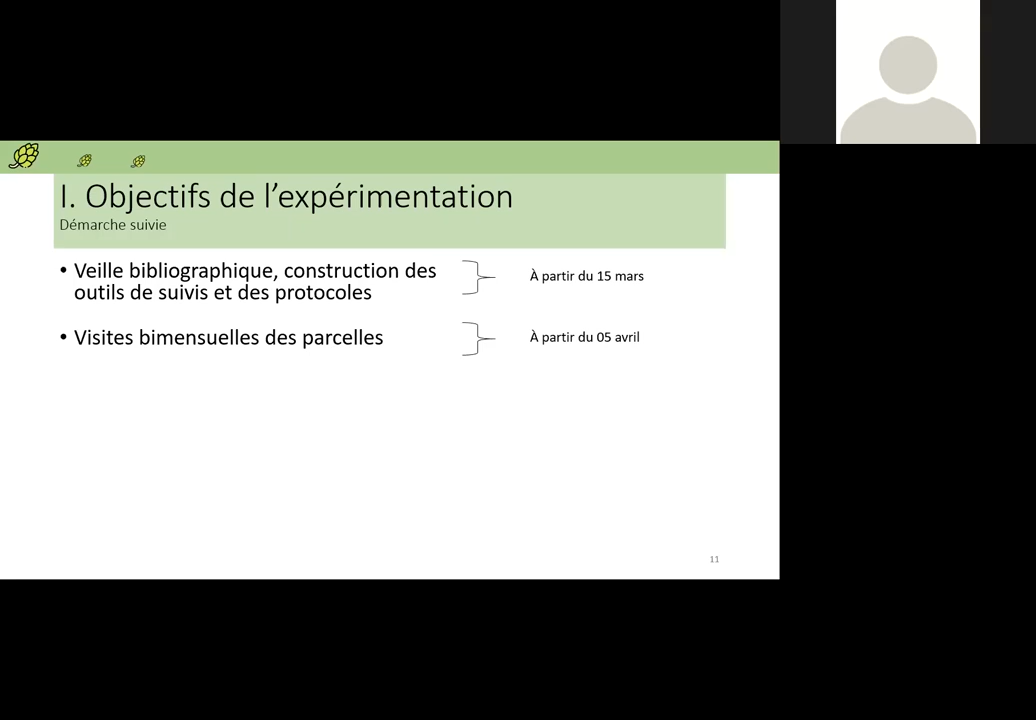 I. Objectifs de l’expérimentation
Démarche suivie
• Veille bibliographique, construction des
outils de suivis et des protocoles
À partir du 15 mars
• Visites bimensuelles des parcelles
À partir du 05 avril
11